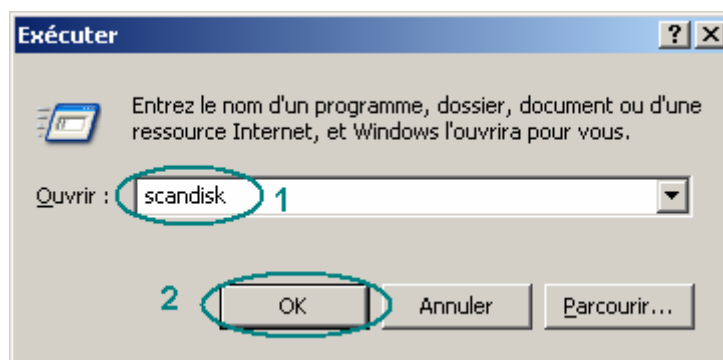 Exécuter
Entrez le nom d'un programme, dossier, document ou d'une
ressource Internet, et Windows l'ouvrira pour vous.
Ouvrir : scandisk 1
2 OK Annuler Parcourir...